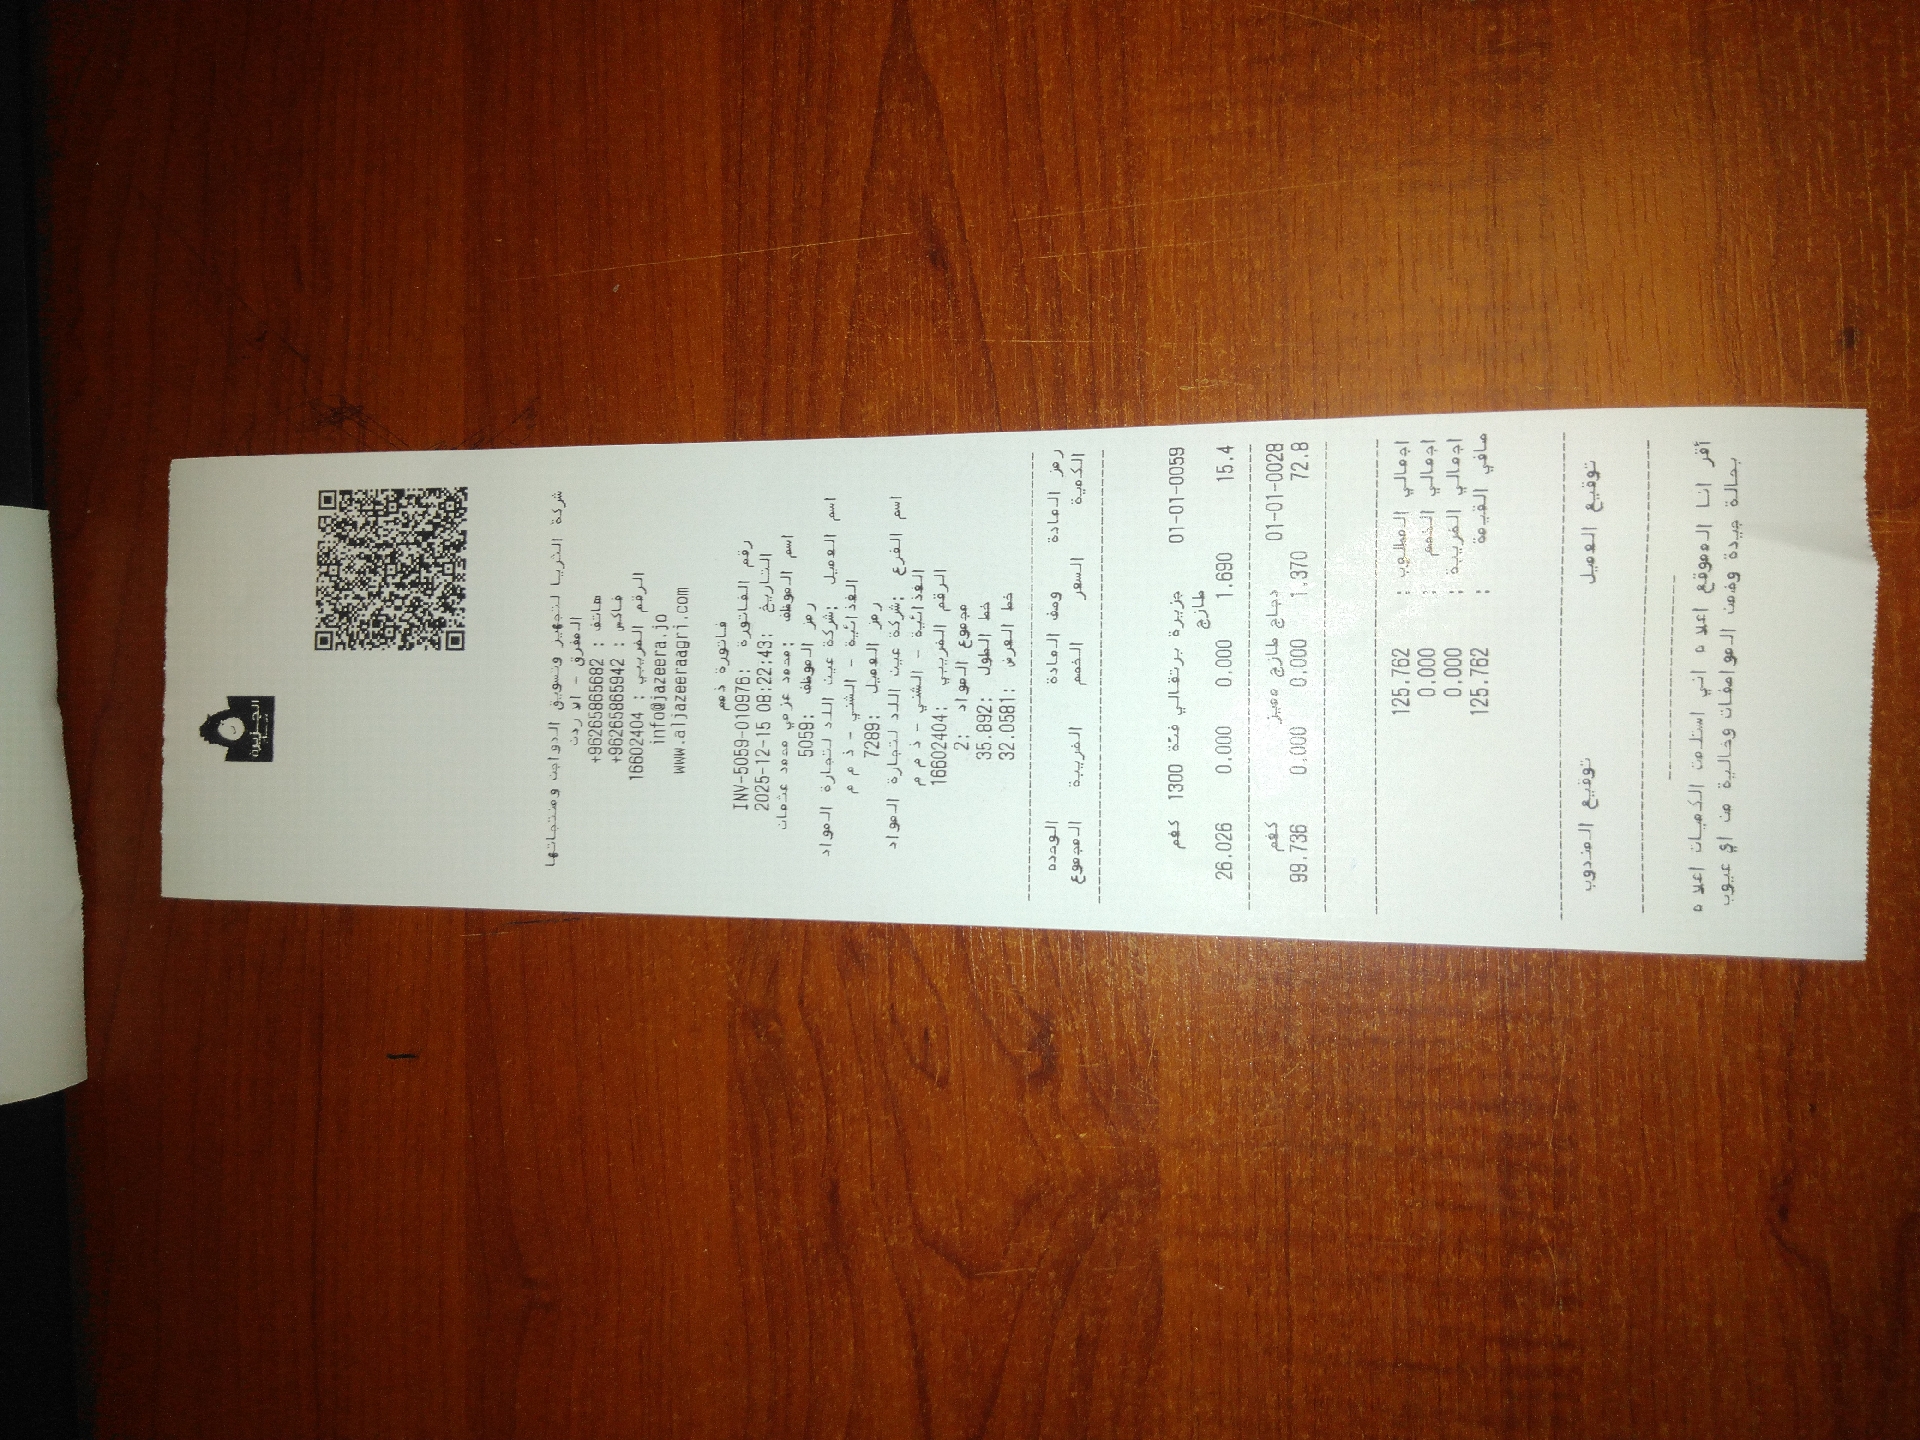 الجزيرة
شركة الثريا لتجهيز وتسويق الدواجن ومنتجاتها
المفرق - الاردن
هاتف : +96265865682
فاكس : +96265865942
الرقم الضريبي : 16602404
info@jazeera.jo
www.aljazeeraagri.com
فاتورة ذمم
رقم الفاتورة : INV-5059-010976
التاريخ : 2025-12-15 08:22:43
اسم الموظف : محمد عزمي محمد عثمان
رمز الموظف : 5059
اسم العميل : شركة عبيت اللد لتجارة المواد
الغذائية - الشني - ذ م م
رمز العميل : 7289
اسم الفرع : شركة عبيت اللد لتجارة المواد
الغذائية - الشني - ذ م م
الرقم الضريبي : 16602404
مجموع المواد : 2
خط الطول : 35.892
خط العرض : 32.0581
رمز المادة وصف المادة الوحده
الكمية السعر الخصم الضريبة المجموع
01-01-0059 جزيرة برتقالي فئة 1300 كغم
طازج
15.4 1.690 0.000 0.000 26.026
01-01-0028 دجاج طازج مميز كغم
72.8 1.370 0.000 0.000 99.736
اجمالي المطلوب : 125.762
اجمالي الخصم : 0.000
اجمالي الضريبة : 0.000
صافي القيمة : 125.762
توقيع العميل توقيع المندوب
أقر انا الموقع اعلاه اني استلمت الكميات اعلاه
بحالة جيدة وضمن المواصفات وخالية من اي عيوب